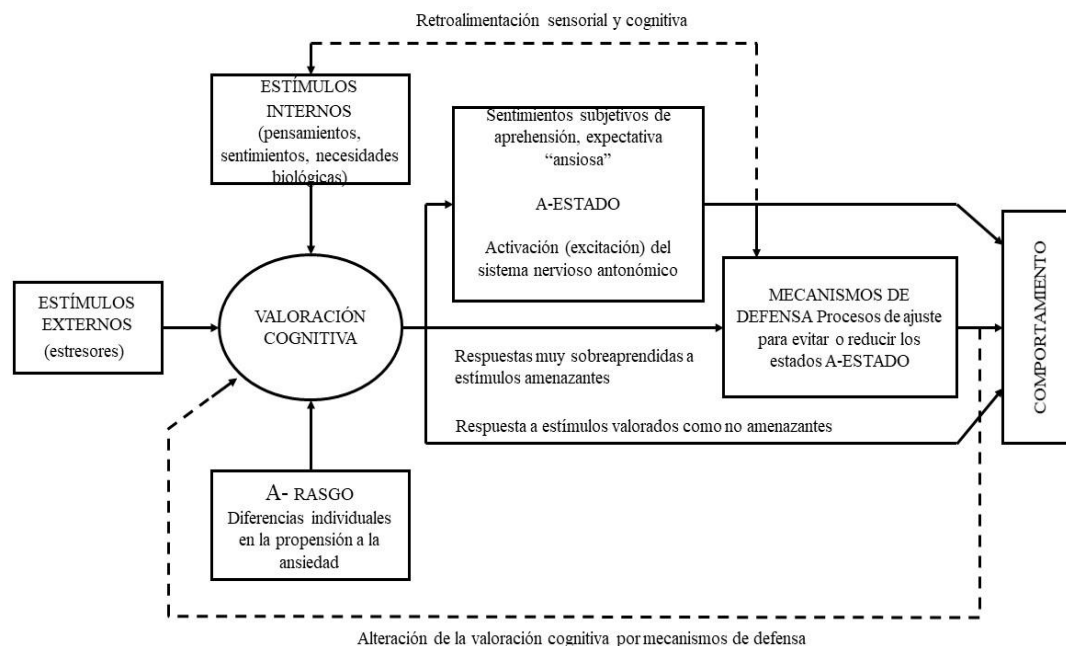 Retroalimentación sensorial y cognitiva
ESTÍMULOS
INTERNOS
(pensamientos,
sentimientos, necesidades
biológicas)
Sentimientos subjetivos de
aprehensión, expectativa
“ansiosa”
A-ESTADO
Activación (excitación) del
sistema nervioso antonómico
ESTÍMULOS
EXTERNOS
(estresores)
VALORACIÓN
COGNITIVA
MECANISMOS DE
DEFENSA Procesos de ajuste
para evitar o reducir los
estados A-ESTADO
COMPORTAMIENTO
Respuestas muy sobreaprendidas a
estímulos amenazantes
Respuesta a estímulos valorados como no amenazantes
A- RASGO
Diferencias individuales
en la propensión a la
ansiedad
Alteración de la valoración cognitiva por mecanismos de defensa